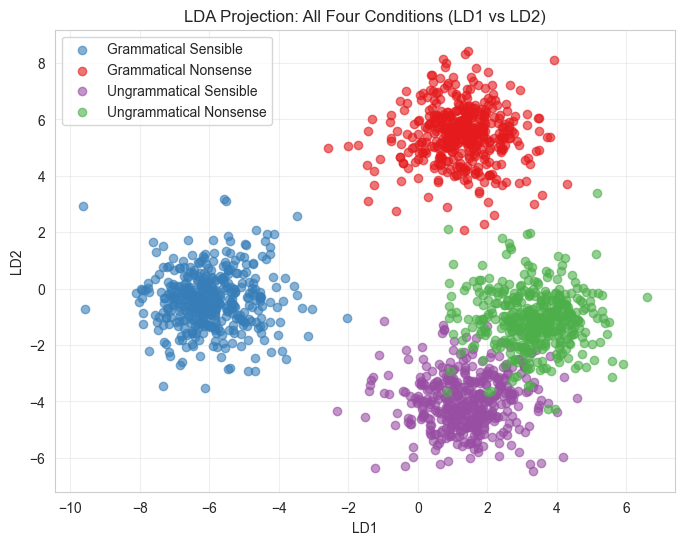 LDA Projection: All Four Conditions (LD1 vs LD2)
Grammatical Sensible
Grammatical Nonsense
Ungrammatical Sensible
Ungrammatical Nonsense
8
6
4
2
0
−2
−4
−6
LD2
−10
−8
−6
−4
−2
0
2
4
6
LD1